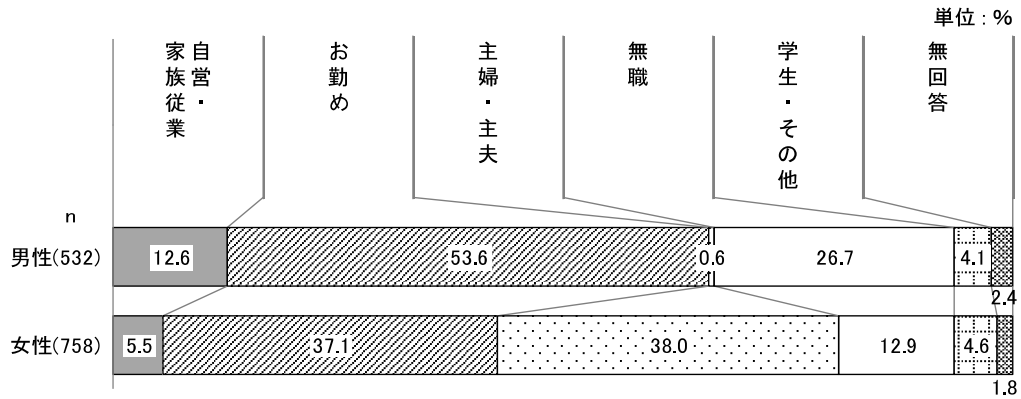 単位:%
自営・
家族従業
お勤め
主婦・主夫
無職
学生・その他
無回答
n
男性(532)
12.6
53.6
0.6
26.7
4.1
2.4
女性(758)
5.5
37.1
38.0
12.9
4.6
1.8